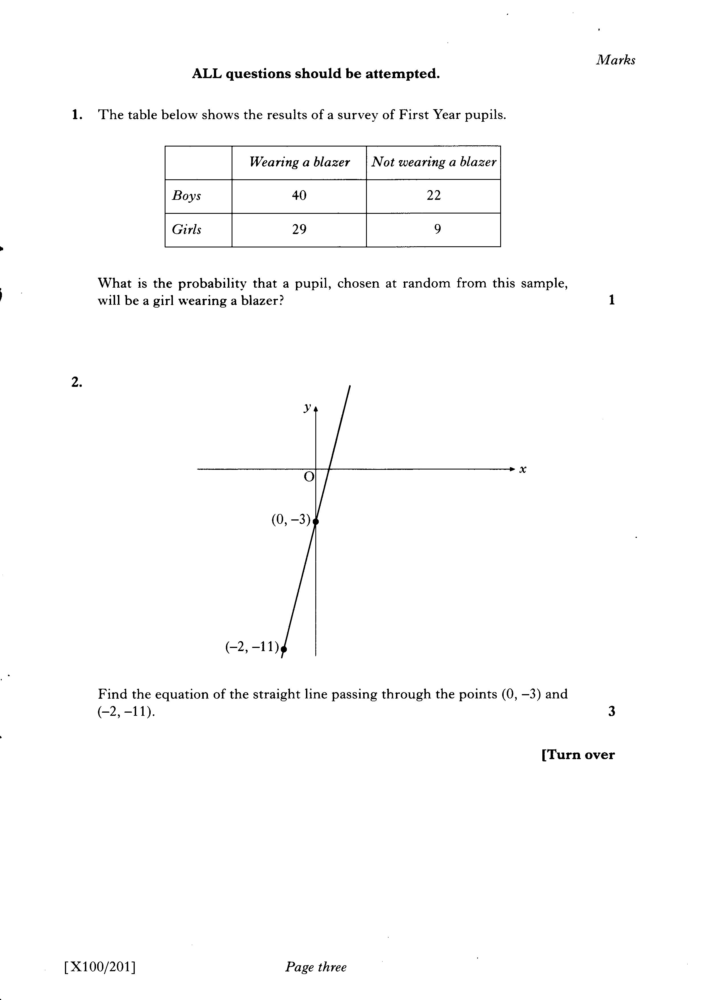 Marks
ALL questions should be attempted.
1. The table below shows the results of a survey of First Year pupils.
Wearing a blazer Not wearing a blazer
Boys 40 22
Girls 29 9
What is the probability that a pupil, chosen at random from this sample,
will be a girl wearing a blazer? 1
2.
y
x
O
(0, –3)
(–2, –11)
Find the equation of the straight line passing through the points (0, –3) and
(–2, –11). 3
[Turn over
[X100/201] Page three